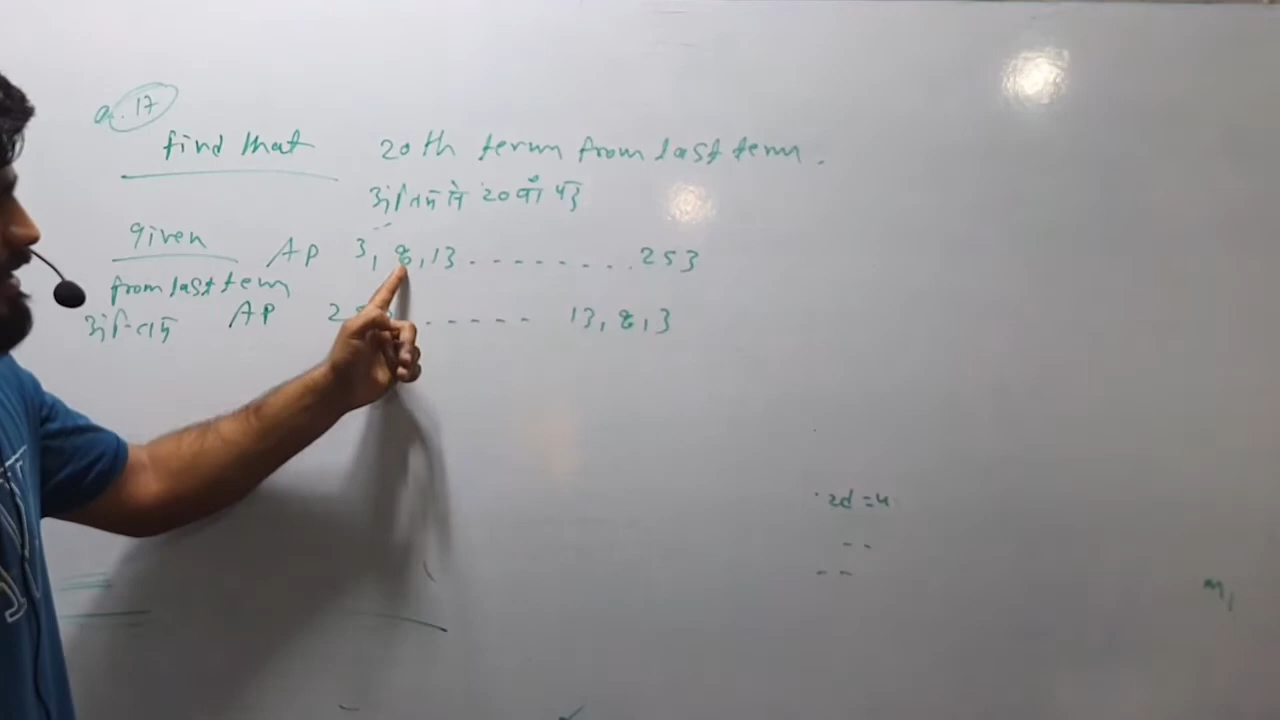 Q. 17
find that 20th term from last term.
अंतिम से 20वाँ पद
given AP 3, 8, 13 - - - - - - - - 253
from last term
अंतिम AP - - - - - 13, 8, 3
2d = 4